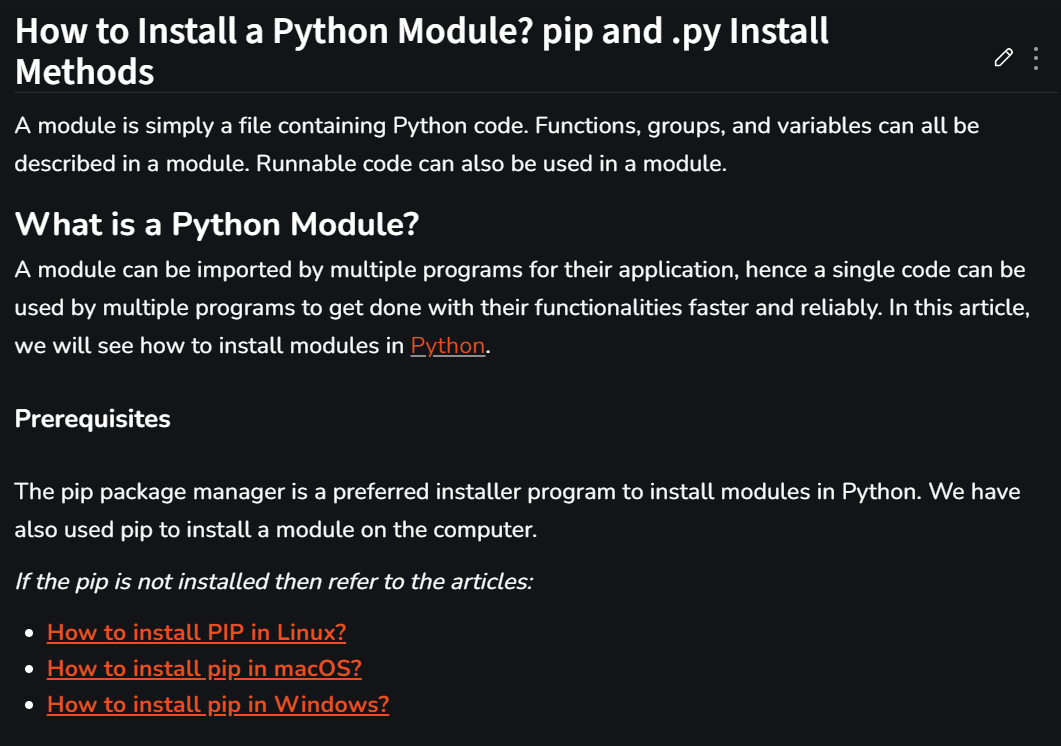 How to Install a Python Module? pip and .py Install
Methods
A module is simply a file containing Python code. Functions, groups, and variables can all be
described in a module. Runnable code can also be used in a module.
What is a Python Module?
A module can be imported by multiple programs for their application, hence a single code can be
used by multiple programs to get done with their functionalities faster and reliably. In this article,
we will see how to install modules in Python.
Prerequisites
The pip package manager is a preferred installer program to install modules in Python. We have
also used pip to install a module on the computer.
If the pip is not installed then refer to the articles:
• How to install PIP in Linux?
• How to install pip in macOS?
• How to install pip in Windows?